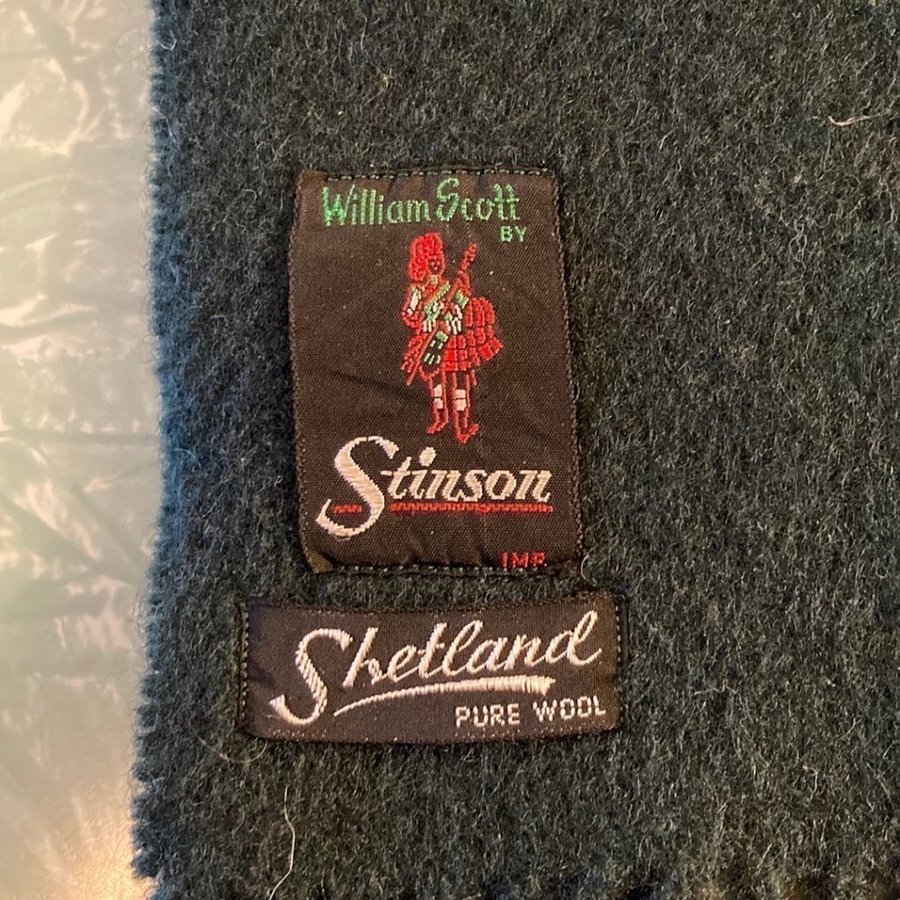 William Scott
BY
Stinson
IMP.
Shetland
PURE WOOL